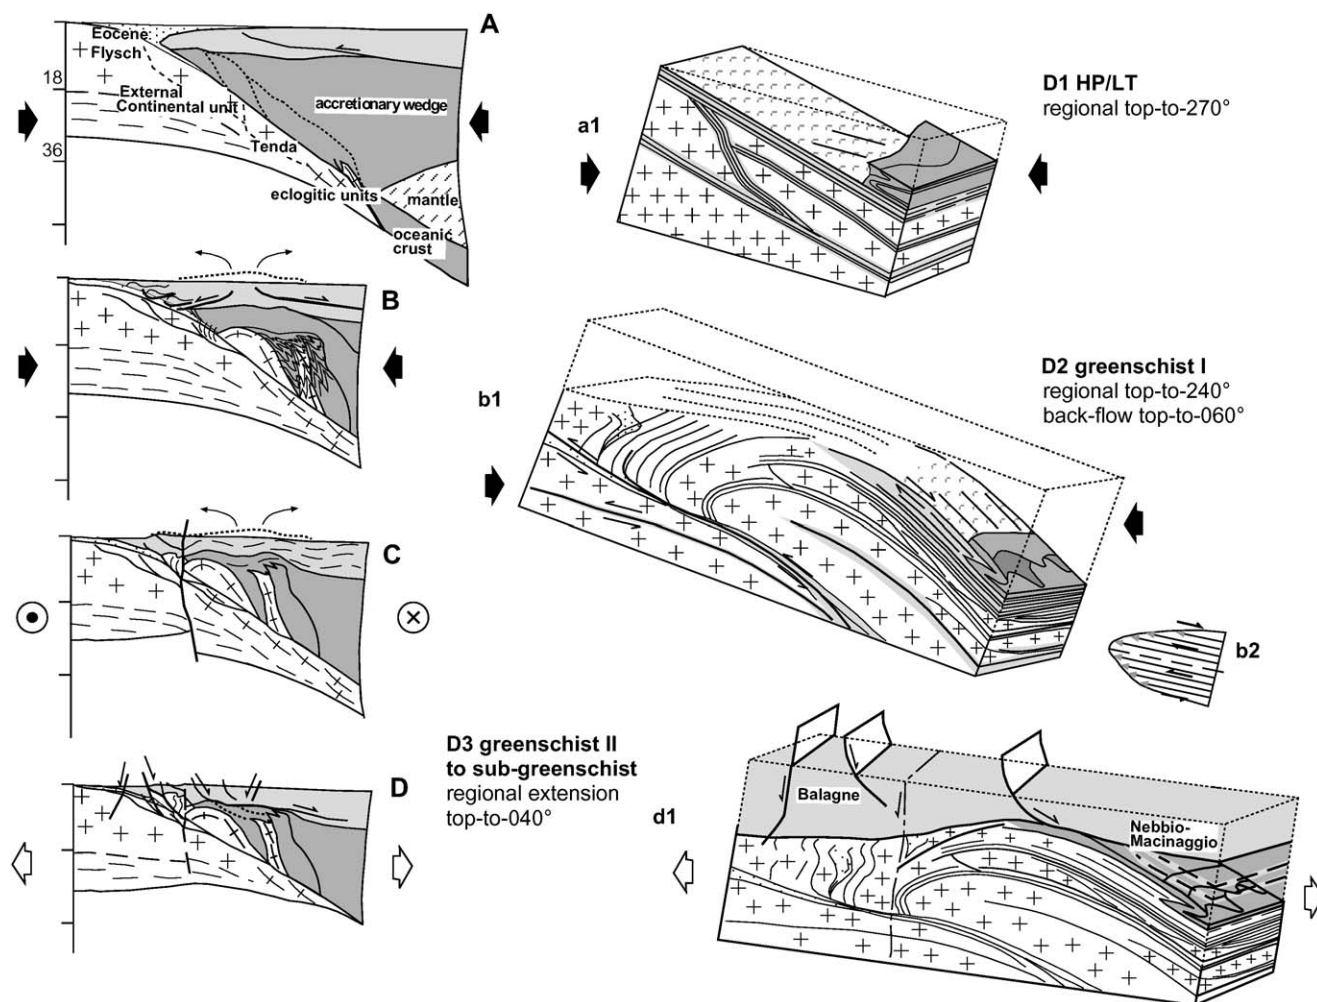 A
Eocene
Flysch
18
External
Continental unit
accretionary wedge
Tenda
36
eclogitic units
mantle
oceanic
crust
a1
D1 HP/LT
regional top-to-270°
B
b1
D2 greenschist I
regional top-to-240°
back-flow top-to-060°
b2
C
D
D3 greenschist II
to sub-greenschist
regional extension
top-to-040°
d1
Balagne
Nebbio-
Macinaggio